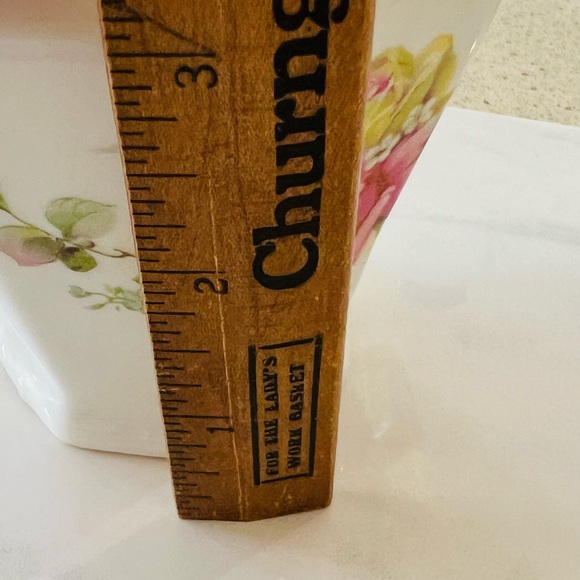 3
2
1
Churng
FOR THE LADY'S
WORK BASKET